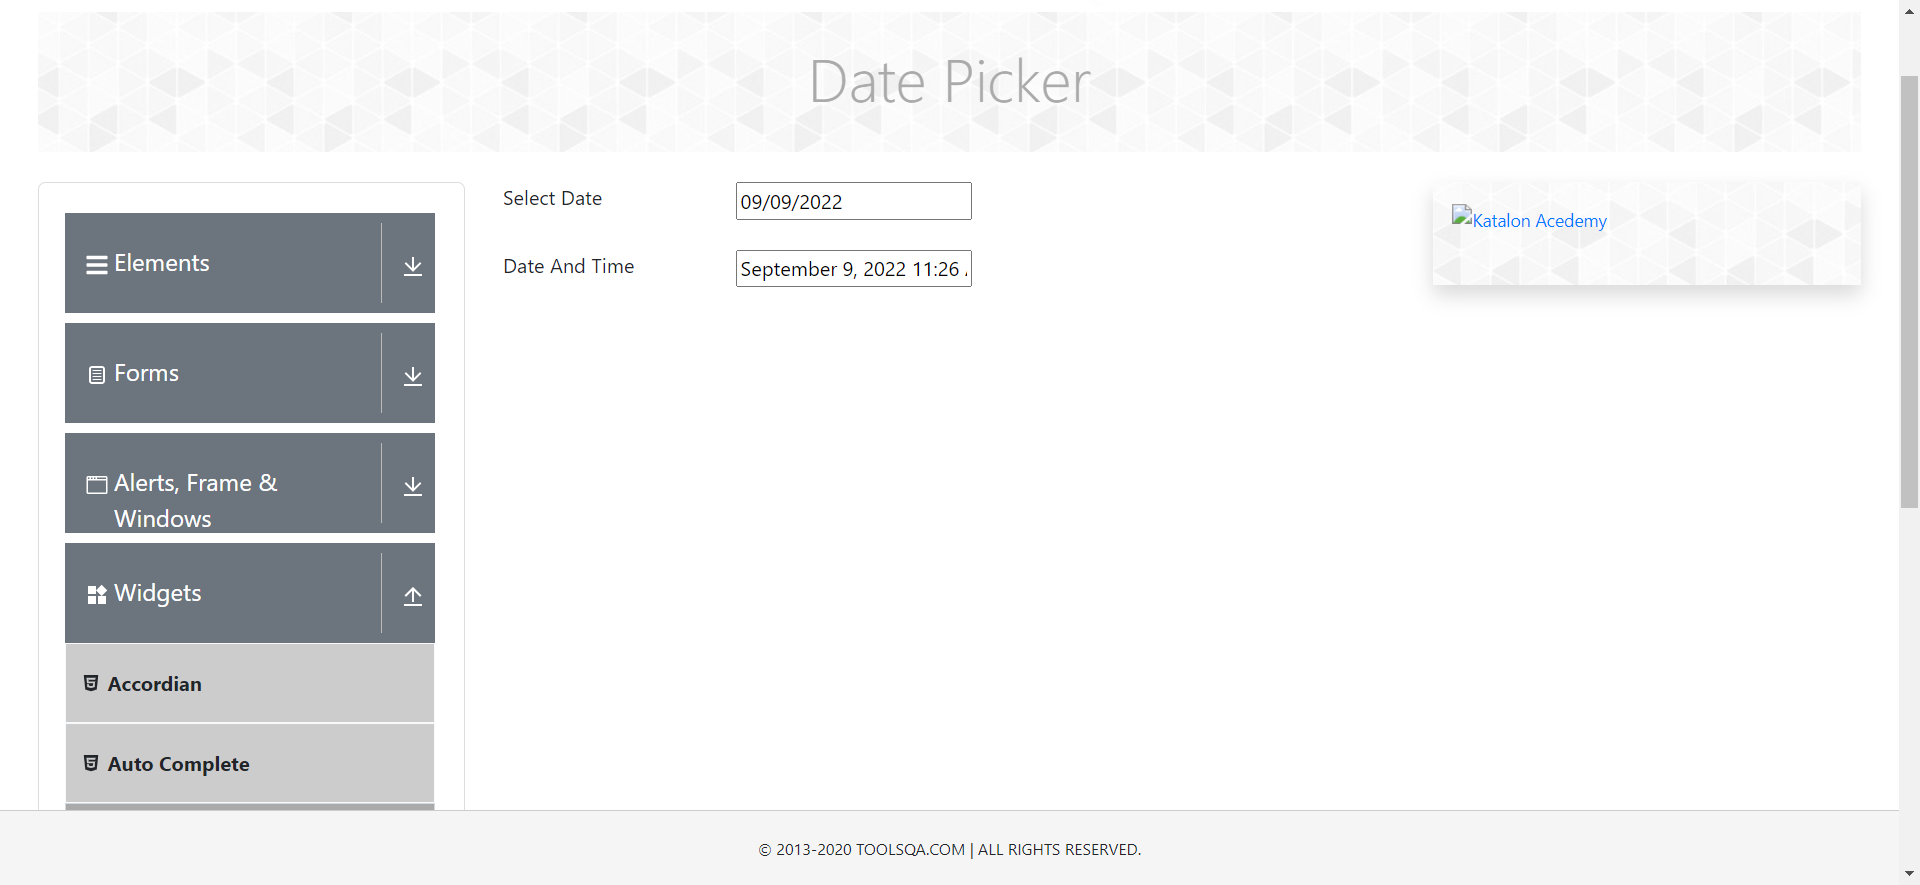 Date Picker
Select Date
09/09/2022
Katalon Acedemy
Elements
Date And Time
September 9, 2022 11:26
Forms
Alerts, Frame &
Windows
Widgets
Accordian
Auto Complete
© 2013-2020 TOOLSQA.COM | ALL RIGHTS RESERVED.